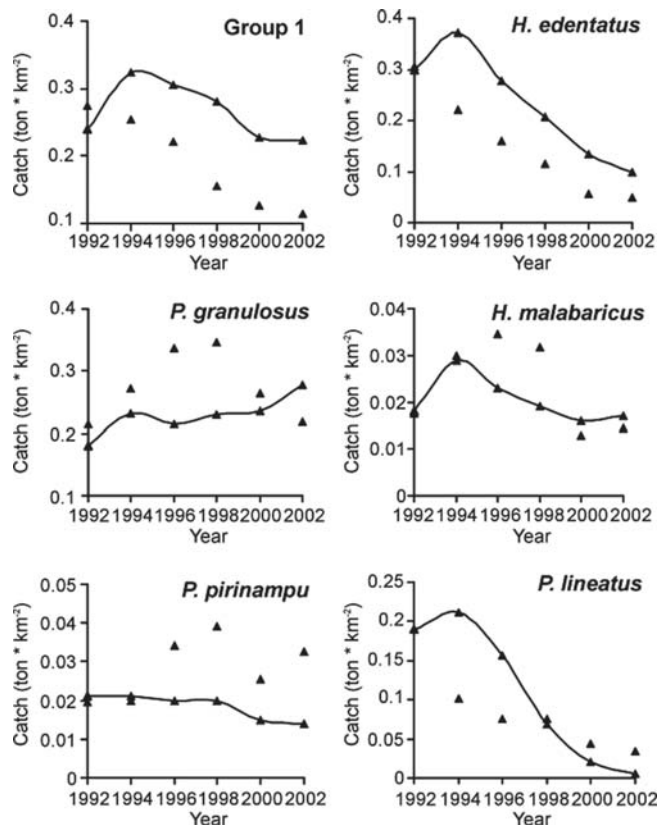 Group 1
Catch (ton * km⁻²)
0.4
0.3
0.2
0.1
1992 1994 1996 1998 2000 2002
Year
H. edentatus
Catch (ton * km⁻²)
0.4
0.3
0.2
0.1
0
1992 1994 1996 1998 2000 2002
Year
P. granulosus
Catch (ton * km⁻²)
0.4
0.3
0.2
0.1
1992 1994 1996 1998 2000 2002
Year
H. malabaricus
Catch (ton * km⁻²)
0.04
0.03
0.02
0.01
0
1992 1994 1996 1998 2000 2002
Year
P. pirinampu
Catch (ton * km⁻²)
0.05
0.04
0.03
0.02
0.01
0
1992 1994 1996 1998 2000 2002
Year
P. lineatus
Catch (ton * km⁻²)
0.25
0.2
0.15
0.1
0.05
0
1992 1994 1996 1998 2000 2002
Year